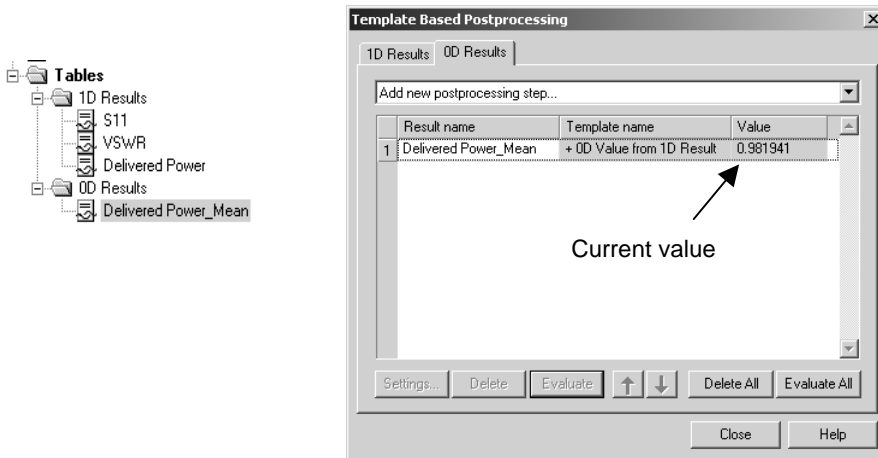 Tables
1D Results
S11
VSWR
Delivered Power
0D Results
Delivered Power_Mean
Template Based Postprocessing
1D Results 0D Results
Add new postprocessing step...
Result name Template name Value
1 Delivered Power_Mean + 0D Value from 1D Result 0.981941
Current value
Settings... Delete Evaluate Delete All Evaluate All
Close Help